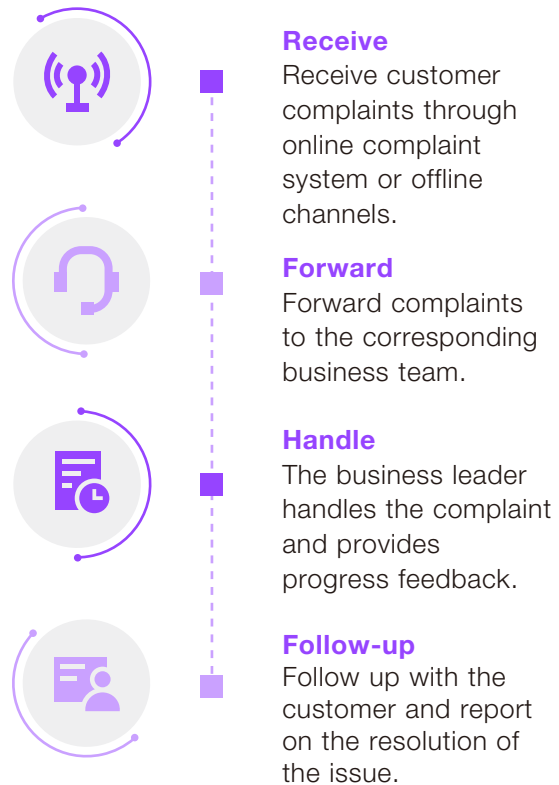 Receive
Receive customer
complaints through
online complaint
system or offline
channels.
Forward
Forward complaints
to the corresponding
business team.
Handle
The business leader
handles the complaint
and provides
progress feedback.
Follow-up
Follow up with the
customer and report
on the resolution of
the issue.